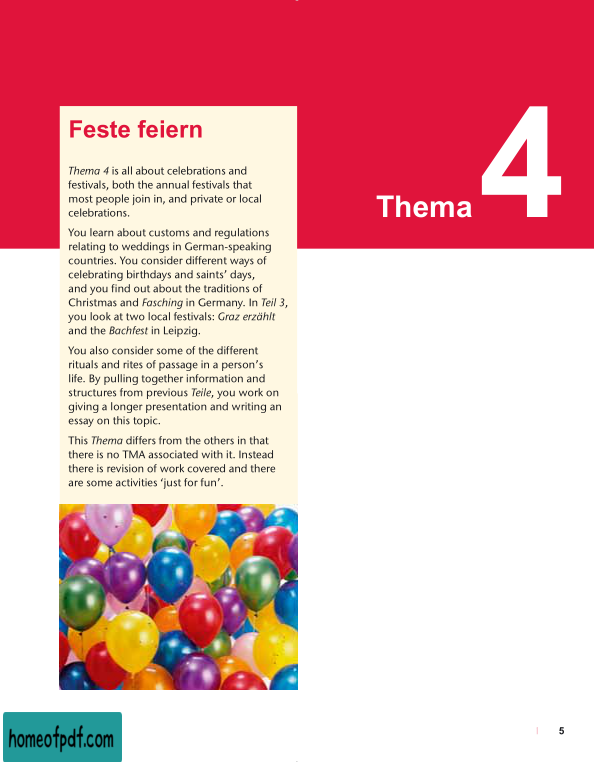 Feste feiern
Thema 4 is all about celebrations and
festivals, both the annual festivals that
most people join in, and private or local
celebrations.
You learn about customs and regulations
relating to weddings in German-speaking
countries. You consider different ways of
celebrating birthdays and saints’ days,
and you find out about the traditions of
Christmas and Fasching in Germany. In Teil 3,
you look at two local festivals: Graz erzählt
and the Bachfest in Leipzig.
You also consider some of the different
rituals and rites of passage in a person’s
life. By pulling together information and
structures from previous Teile, you work on
giving a longer presentation and writing an
essay on this topic.
This Thema differs from the others in that
there is no TMA associated with it. Instead
there is revision of work covered and there
are some activities ‘just for fun’.
Thema 4
homeofpdf.com
5